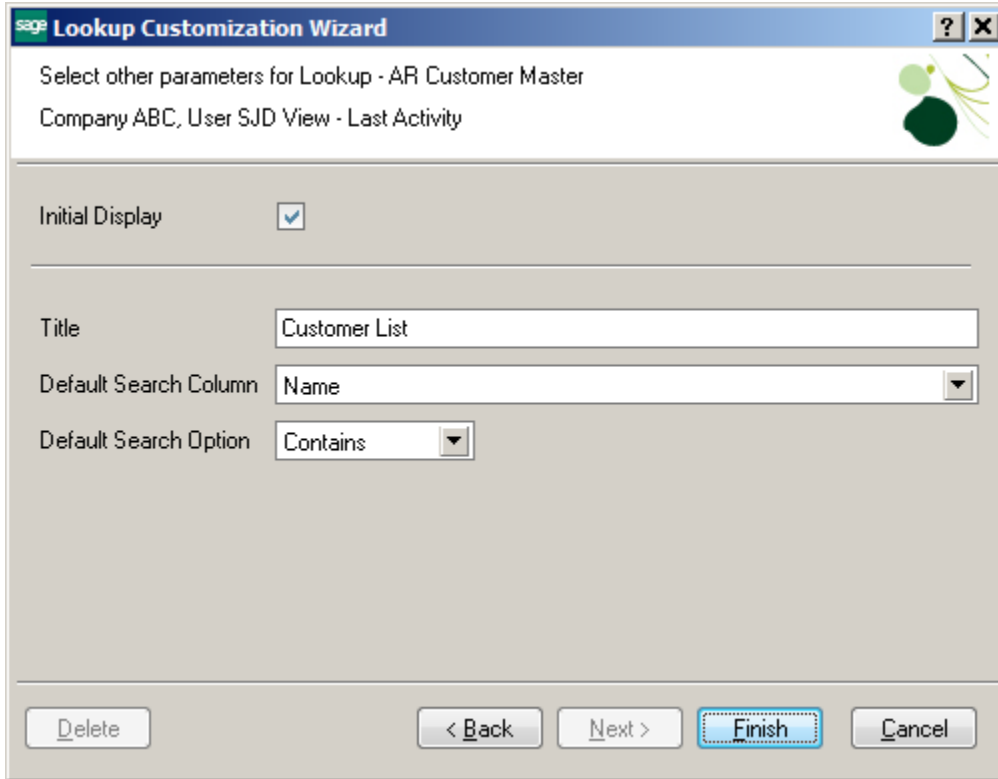 sage Lookup Customization Wizard
Select other parameters for Lookup - AR Customer Master
Company ABC, User SJD View - Last Activity
Initial Display
Title Customer List
Default Search Column Name
Default Search Option Contains
Delete < Back Next > Finish Cancel